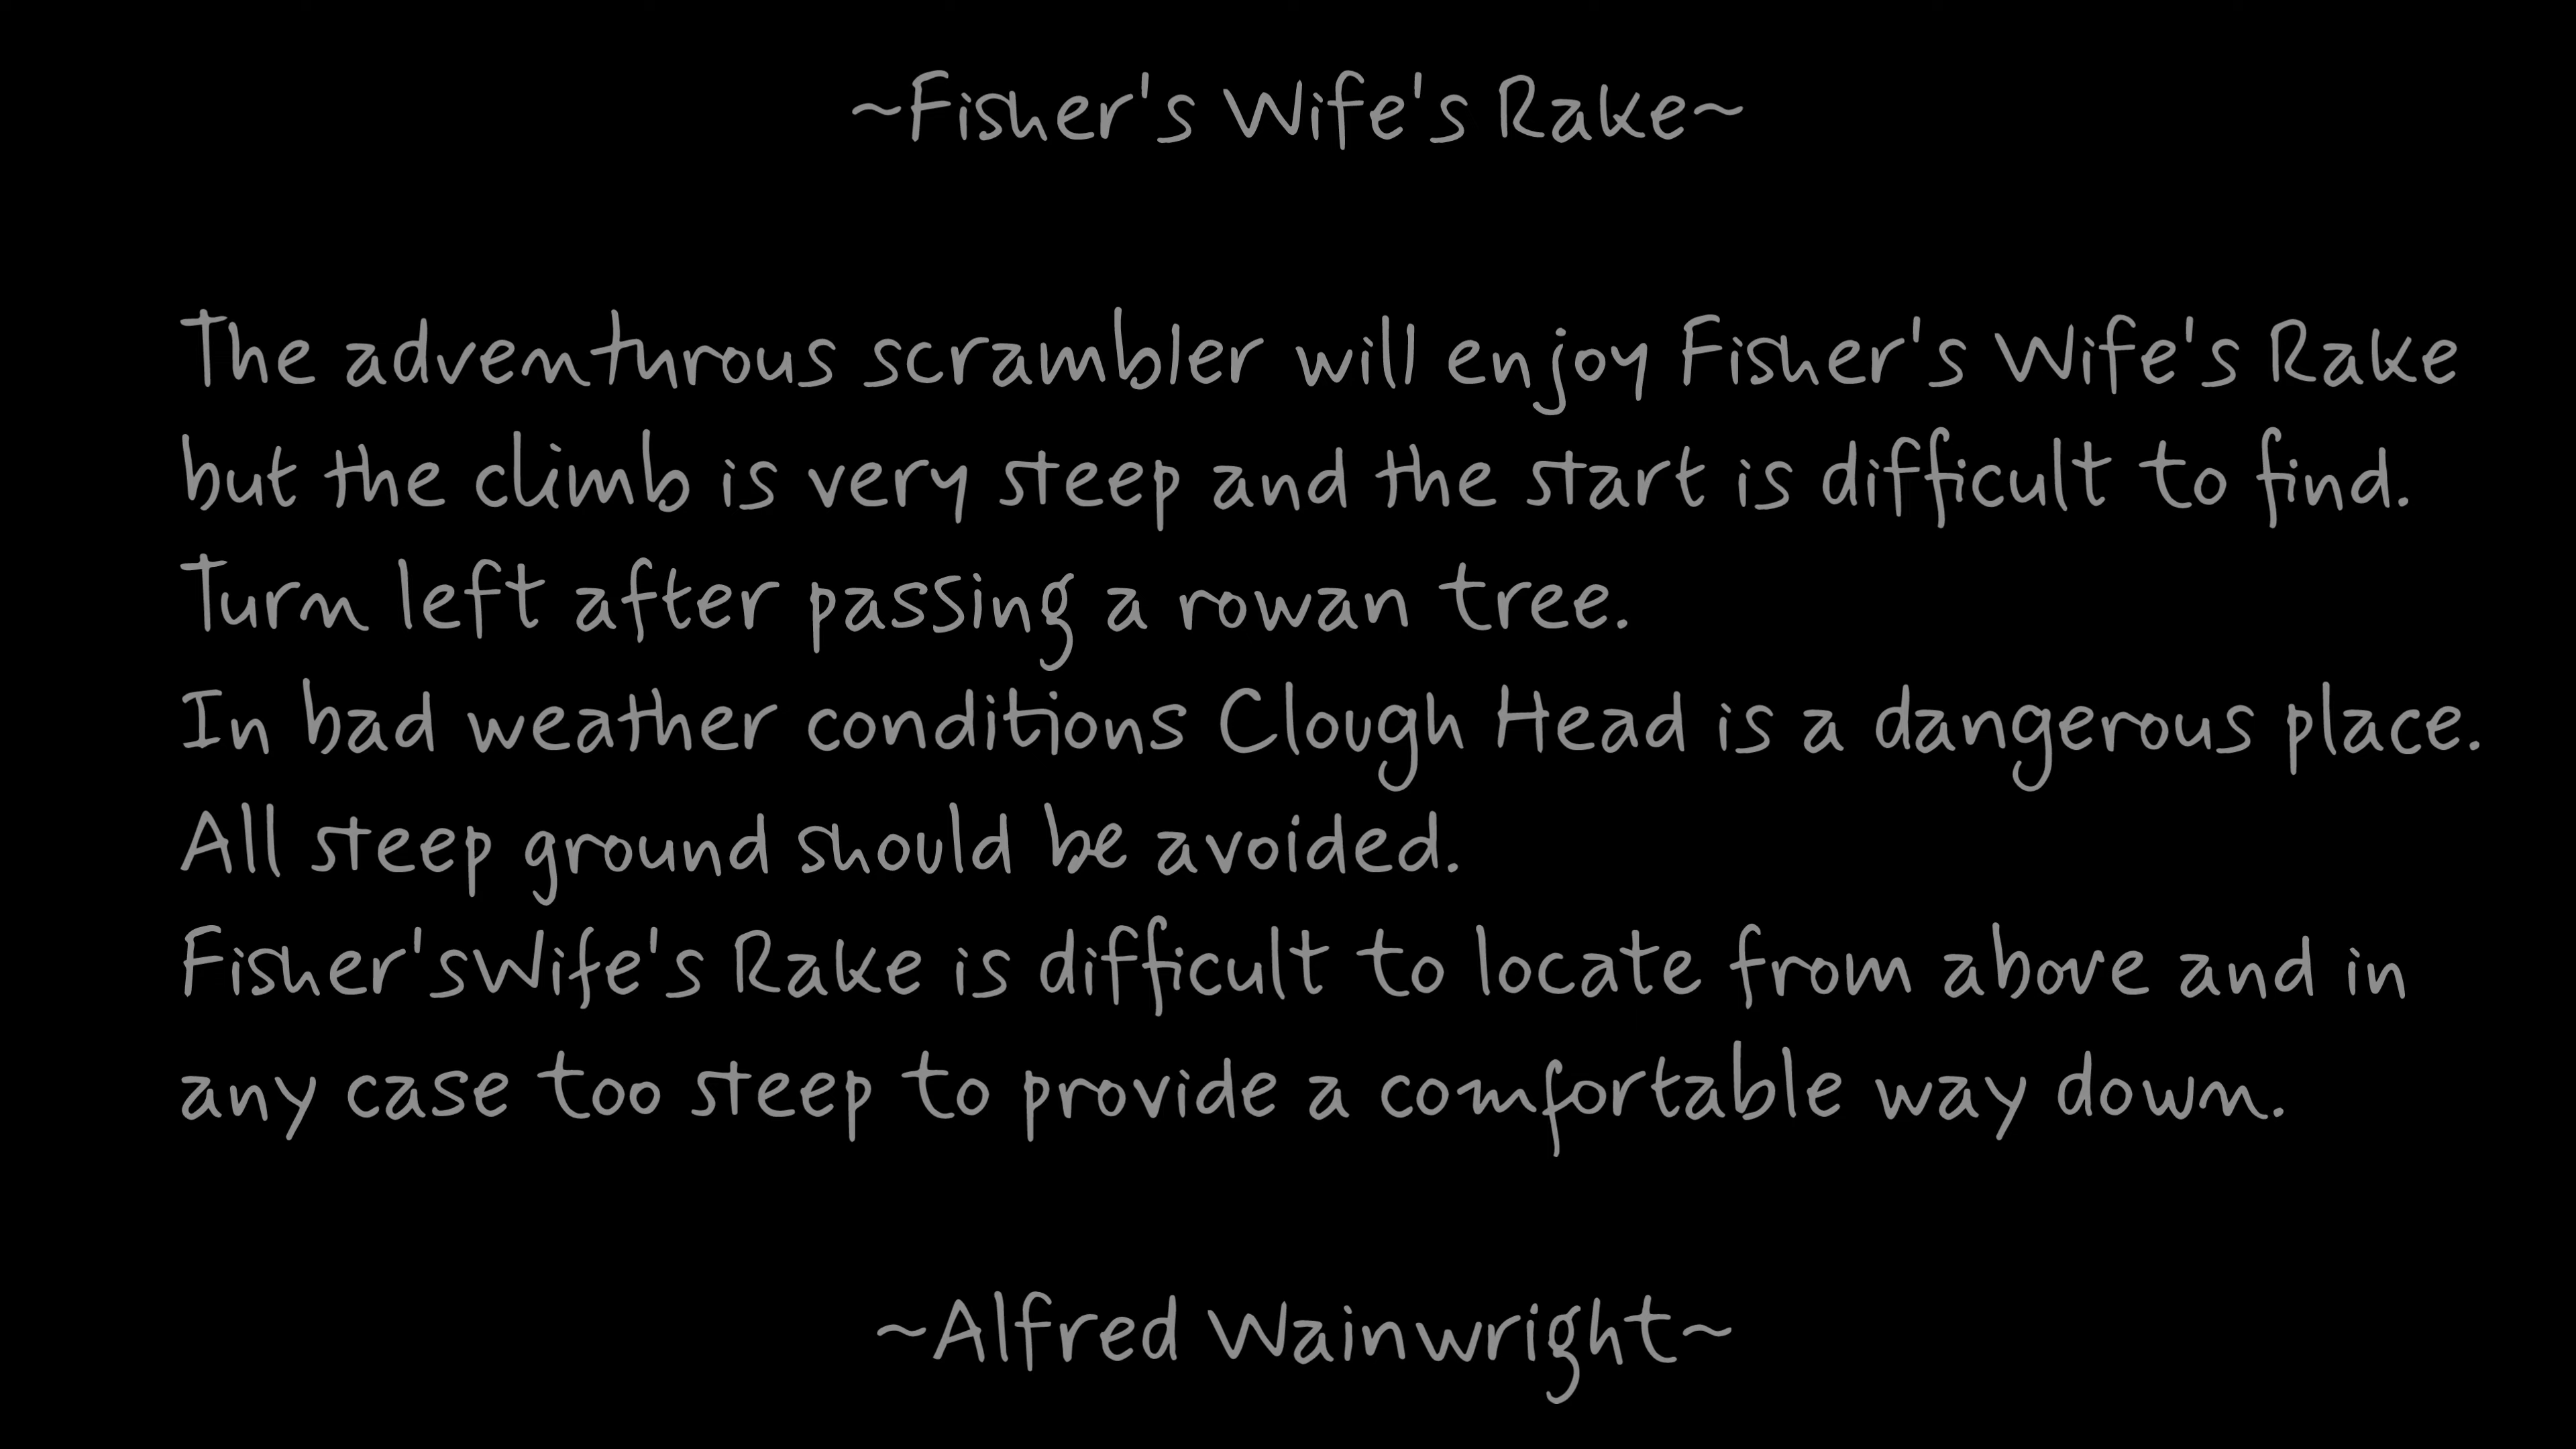 ~Fisher's Wife's Rake~
The adventurous scrambler will enjoy Fisher's Wife's Rake
but the climb is very steep and the start is difficult to find.
Turn left after passing a rowan tree.
In bad weather conditions Clough Head is a dangerous place.
All steep ground should be avoided.
Fisher'sWife's Rake is difficult to locate from above and in
any case too steep to provide a comfortable way down.
~Alfred Wainwright~